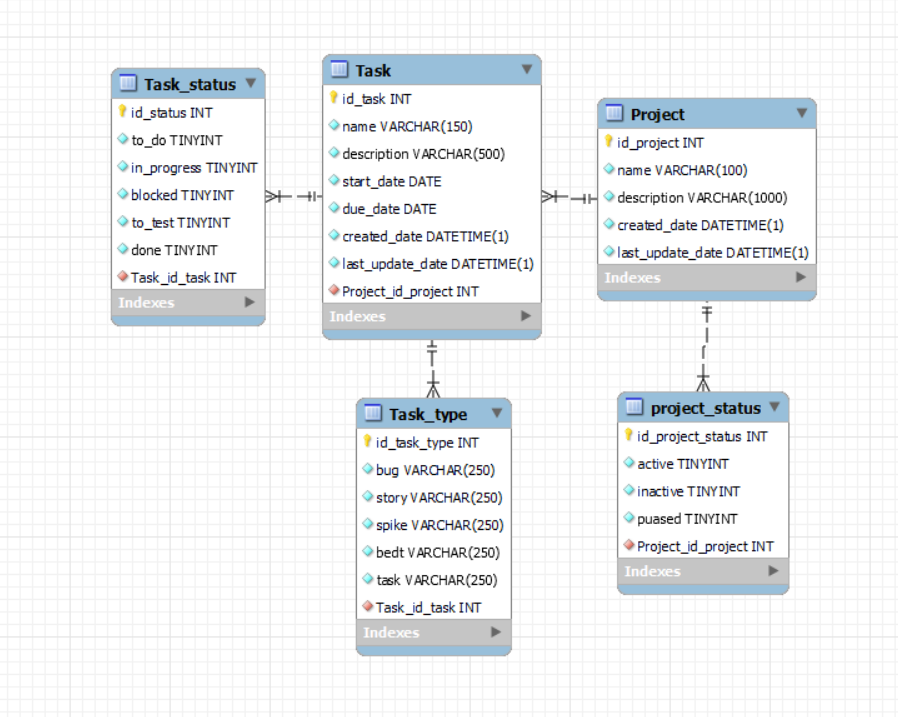 Task_status
id_status INT
to_do TINYINT
in_progress TINYINT
blocked TINYINT
to_test TINYINT
done TINYINT
Task_id_task INT
Indexes
Task
id_task INT
name VARCHAR(150)
description VARCHAR(500)
start_date DATE
due_date DATE
created_date DATETIME(1)
last_update_date DATETIME(1)
Project_id_project INT
Indexes
Project
id_project INT
name VARCHAR(100)
description VARCHAR(1000)
created_date DATETIME(1)
last_update_date DATETIME(1)
Indexes
Task_type
id_task_type INT
bug VARCHAR(250)
story VARCHAR(250)
spike VARCHAR(250)
bedt VARCHAR(250)
task VARCHAR(250)
Task_id_task INT
Indexes
project_status
id_project_status INT
active TINYINT
inactive TINYINT
puased TINYINT
Project_id_project INT
Indexes